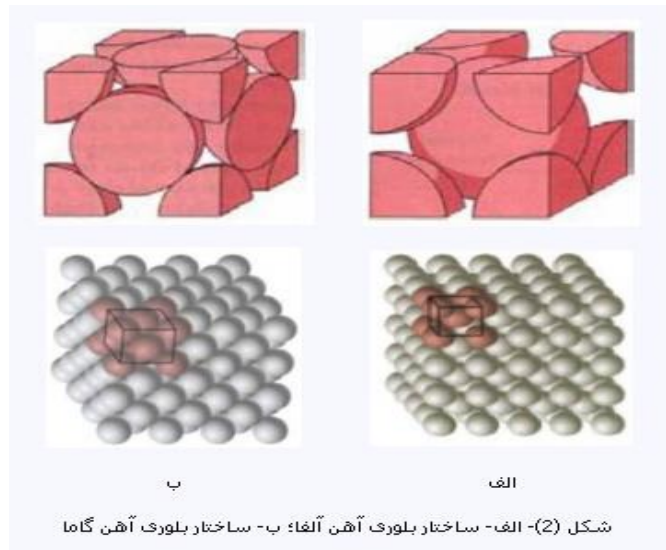 الف
ب
شکل (2)- الف- ساختار بلوری آهن آلفا؛ ب- ساختار بلوری آهن گاما